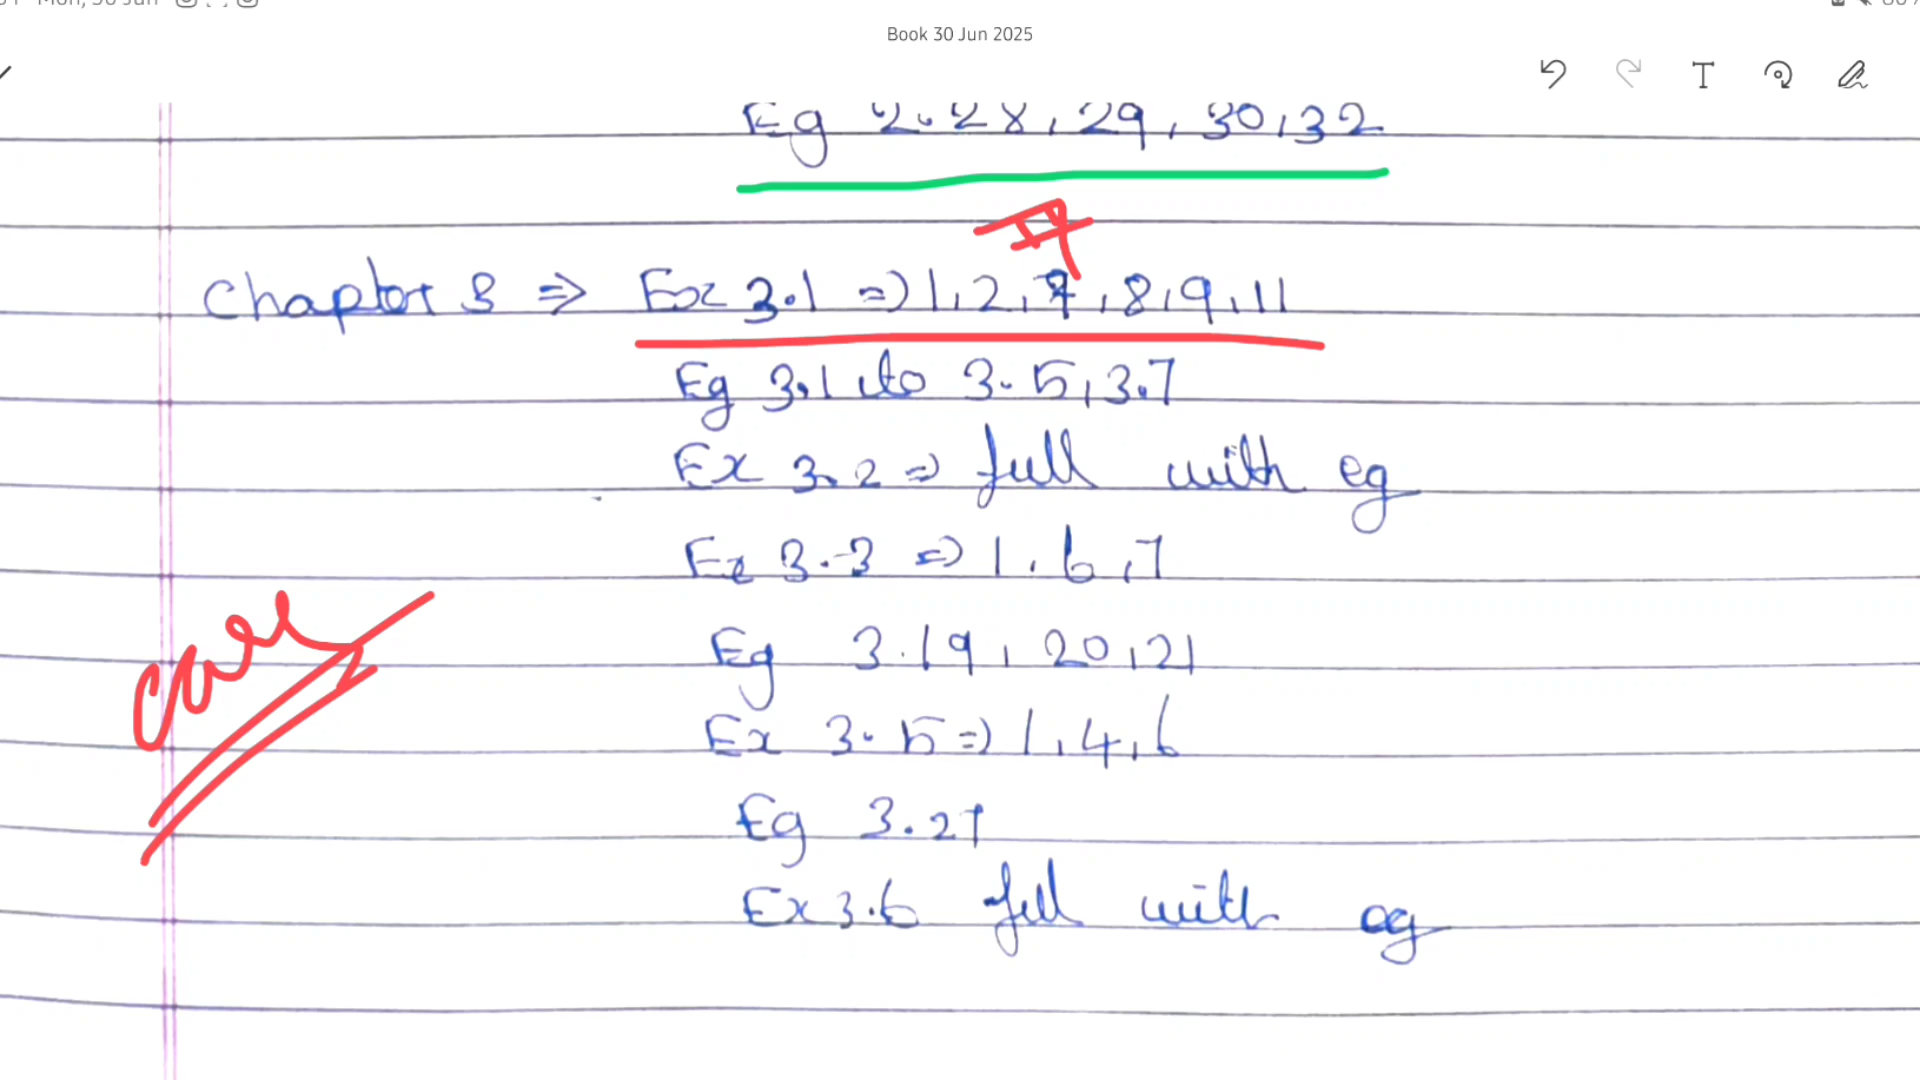 Book 30 Jun 2025
T
Eg 2.28, 29, 30, 32
Chapter 3 ⇒ Ex 3.1 ⇒ 1, 2, 7, 8, 9, 11
Eg 3.1 to 3.5, 3.7
Ex 3.2 ⇒ full with eg
Ex 3.3 ⇒ 1, 6, 7
Eg 3.19, 20, 21
Ex 3.5 ⇒ 1, 4, 6
Eg 3.27
Ex 3.6 full with eg